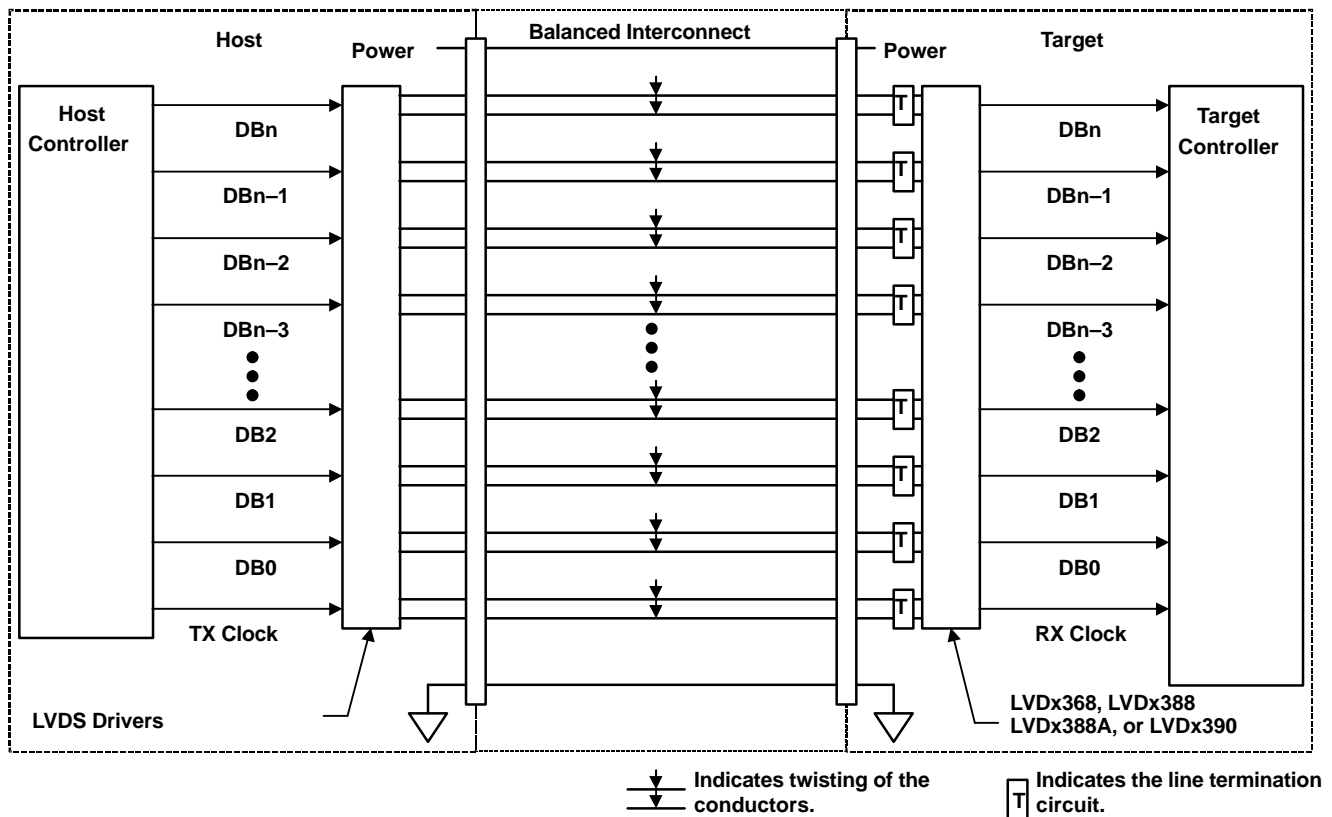 Host
Power
Balanced Interconnect
Power
Target
Host
Controller
Target
Controller
DBn
DBn
DBn–1
DBn–1
DBn–2
DBn–2
DBn–3
DBn–3
DB2
DB2
DB1
DB1
DB0
DB0
TX Clock
RX Clock
T
T
T
T
T
T
T
T
LVDS Drivers
LVDx368, LVDx388
LVDx388A, or LVDx390
Indicates twisting of the
conductors.
T
Indicates the line termination
circuit.